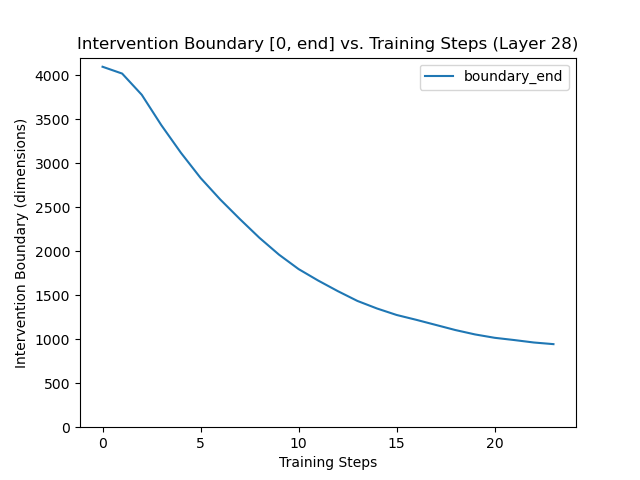 Intervention Boundary [0, end] vs. Training Steps (Layer 28)
boundary_end
Intervention Boundary (dimensions)
4000
3500
3000
2500
2000
1500
1000
500
0
0 5 10 15 20
Training Steps